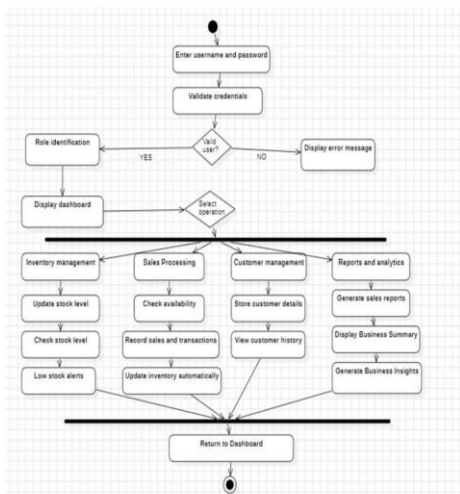 Enter username and password
Validate credentials
Valid
user?
Role identification
YES
NO
Display error message
Display dashboard
Select
operation
Inventory management
Sales Processing
Customer management
Reports and analytics
Update stock level
Check availability
Store customer details
Generate sales reports
Check stock level
Record sales and transactions
View customer history
Display Business Summary
Low stock alerts
Update inventory automatically
Generate Business Insights
Return to Dashboard